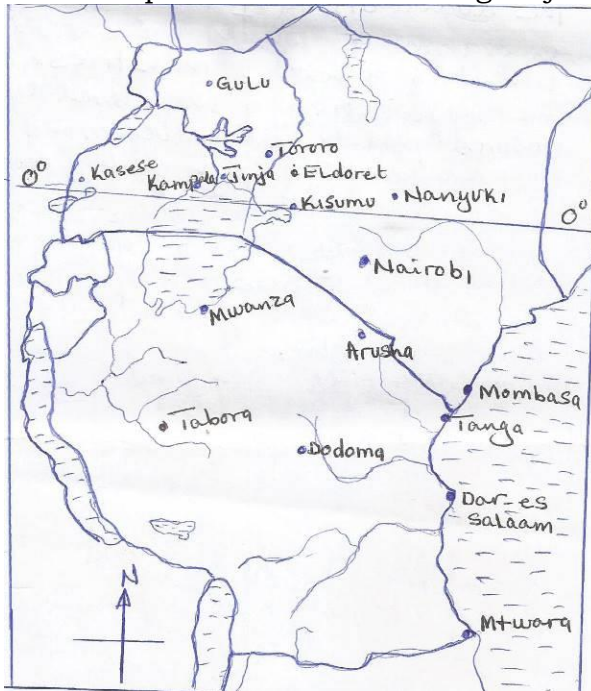 GULU
Tororo
Kasese
Kampala
Jinja
Eldoret
0°
Kisumu
Nanyuki
0°
Nairobi
Mwanza
Arusha
Mombasa
Tabora
Tanga
Dodoma
Dar-es
Salaam
N
Mtwara